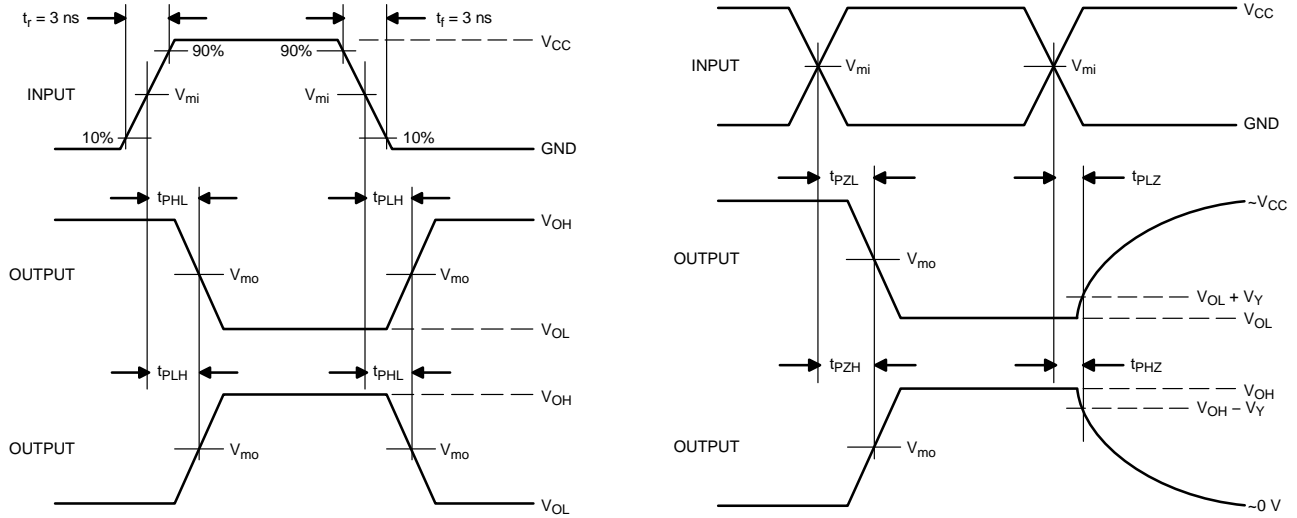 t_r = 3 ns
t_f = 3 ns
V_CC
90%
90%
INPUT
V_mi
V_mi
10%
10%
GND
t_PHL
t_PLH
V_OH
OUTPUT
V_mo
V_mo
V_OL
t_PLH
t_PHL
V_OH
OUTPUT
V_mo
V_mo
V_OL
V_CC
INPUT
V_mi
V_mi
GND
t_PZL
t_PLZ
~V_CC
OUTPUT
V_mo
V_OL + V_Y
V_OL
t_PZH
t_PHZ
V_OH
V_OH – V_Y
OUTPUT
V_mo
~0 V